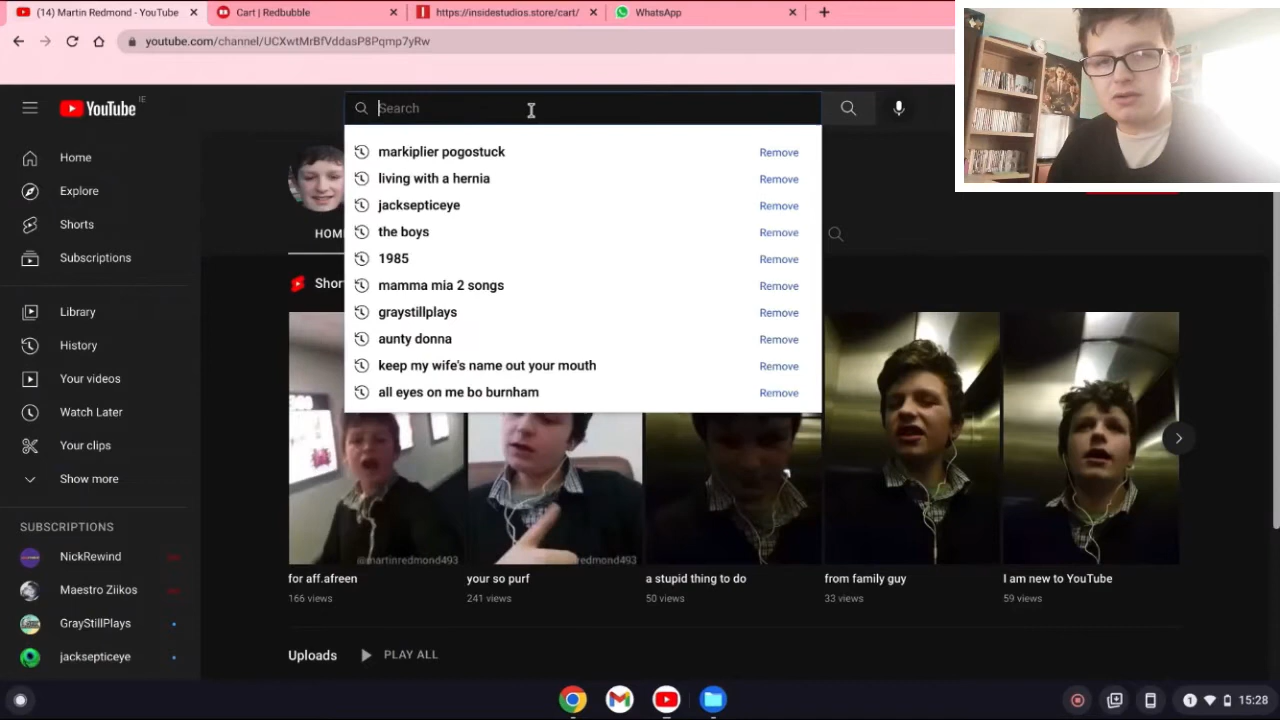 Martin Redmond - YouTube
Cart | Redbubble
https://insidestudios.store/cart/
WhatsApp
youtube.com/channel/UCXwtMrBfVddasP8Pqmp7yRw
YouTube IE
Search
markiplier pogostuck Remove
living with a hernia Remove
jacksepticeye Remove
the boys Remove
1985 Remove
mamma mia 2 songs Remove
graystillplays Remove
aunty donna Remove
keep my wife's name out your mouth Remove
all eyes on me bo burnham Remove
Home
Explore
Shorts
Subscriptions
Library
History
Your videos
Watch Later
Your clips
Show more
SUBSCRIPTIONS
NickRewind
Maestro Ziikos
GrayStillPlays
jacksepticeye
HOM
Shor
@martinredmond493
redmond493
for aff.afreen
166 views
your so purf
241 views
a stupid thing to do
50 views
from family guy
33 views
I am new to YouTube
59 views
Uploads PLAY ALL
1 15:28